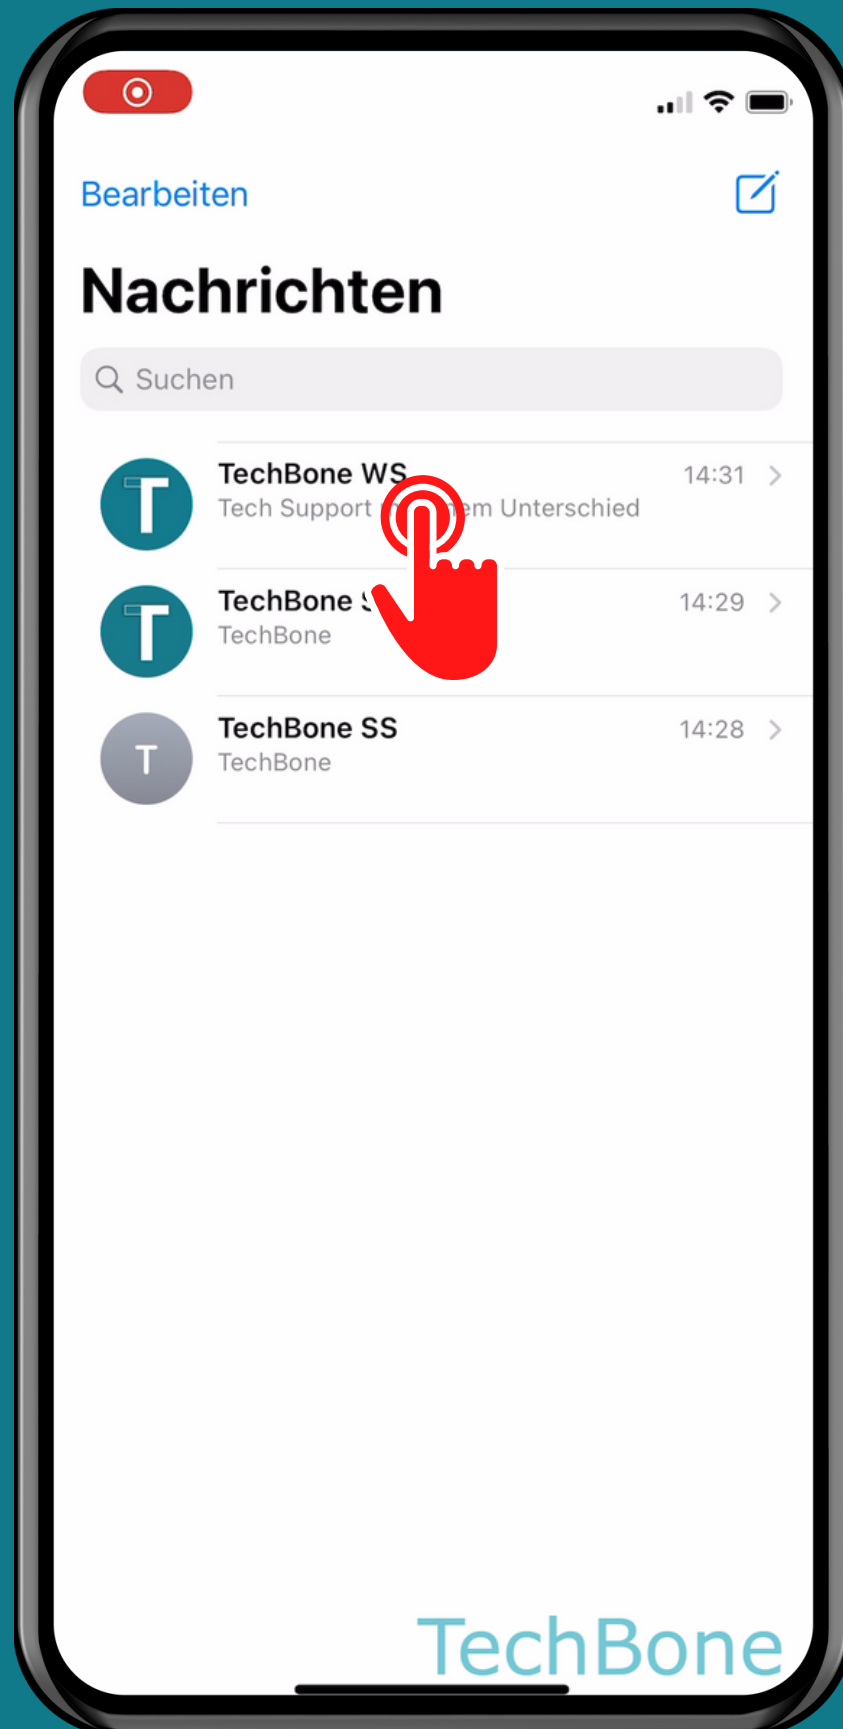 Bearbeiten
Nachrichten
Suchen
TechBone WS 14:31
Tech Support Unterschied
TechBone 14:29
TechBone
T TechBone SS 14:28
TechBone
TechBone